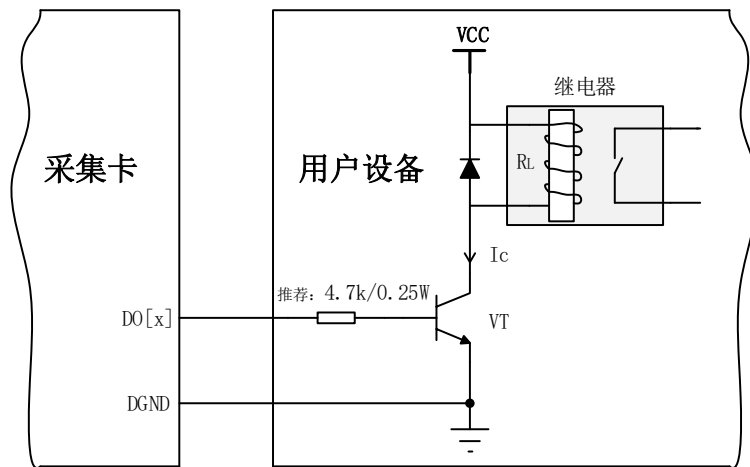 VCC
继电器
采集卡
用户设备
RL
Ic
推荐: 4.7k/0.25W
DO[x]
VT
DGND